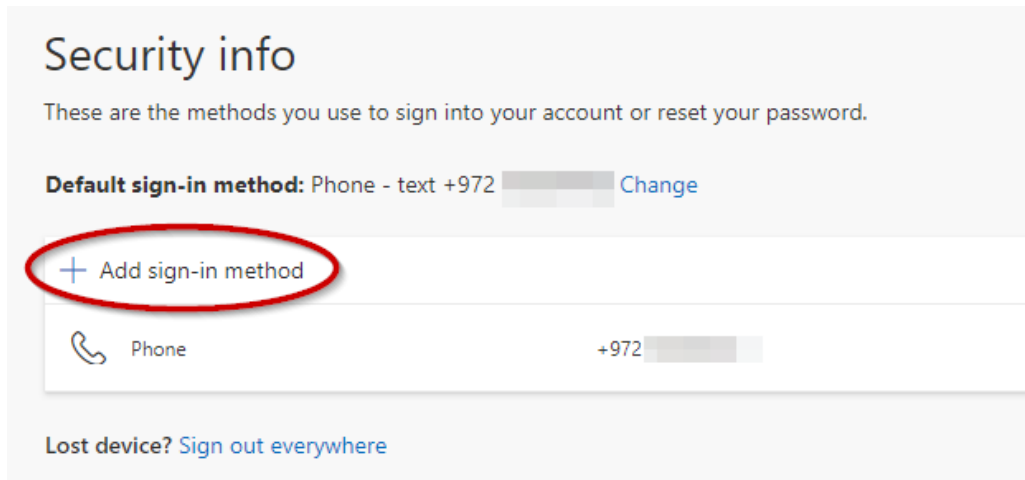 Security info
These are the methods you use to sign into your account or reset your password.
Default sign-in method: Phone - text +972 Change
+ Add sign-in method
Phone +972
Lost device? Sign out everywhere